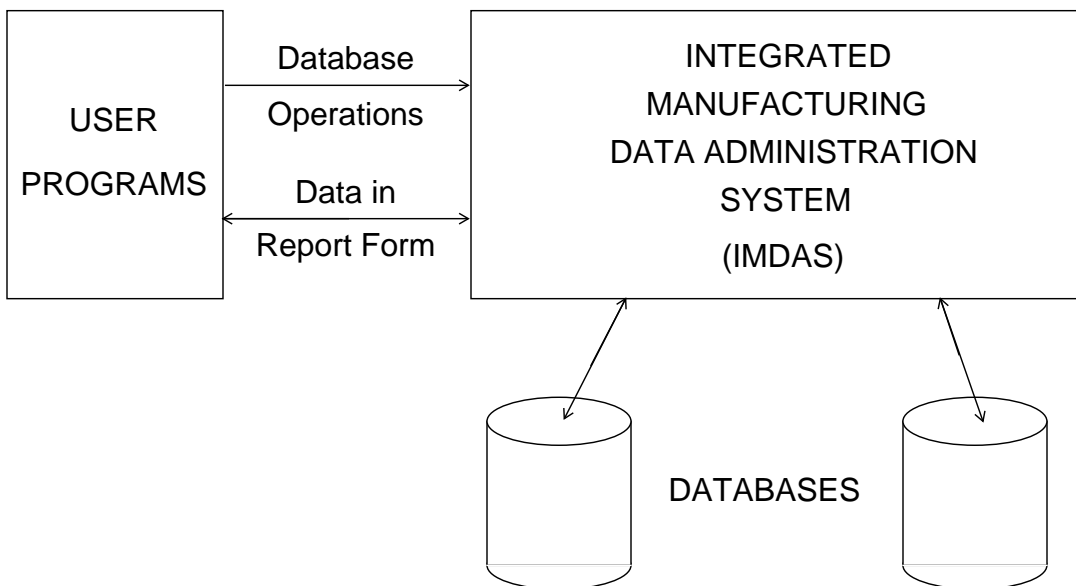 USER
PROGRAMS
Database
Operations
Data in
Report Form
INTEGRATED
MANUFACTURING
DATA ADMINISTRATION
SYSTEM
(IMDAS)
DATABASES